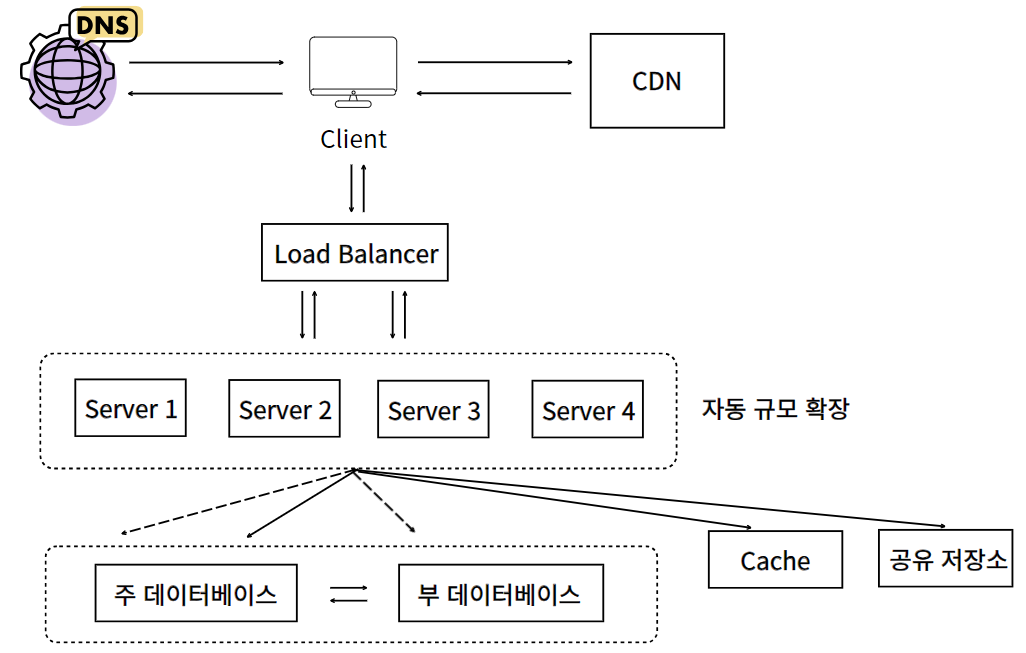 DNS
CDN
Client
Load Balancer
Server 1
Server 2
Server 3
Server 4
자동 규모 확장
주 데이터베이스
부 데이터베이스
Cache
공유 저장소